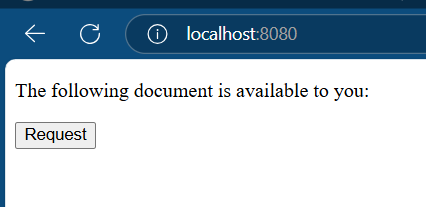 localhost:8080
The following document is available to you:
Request